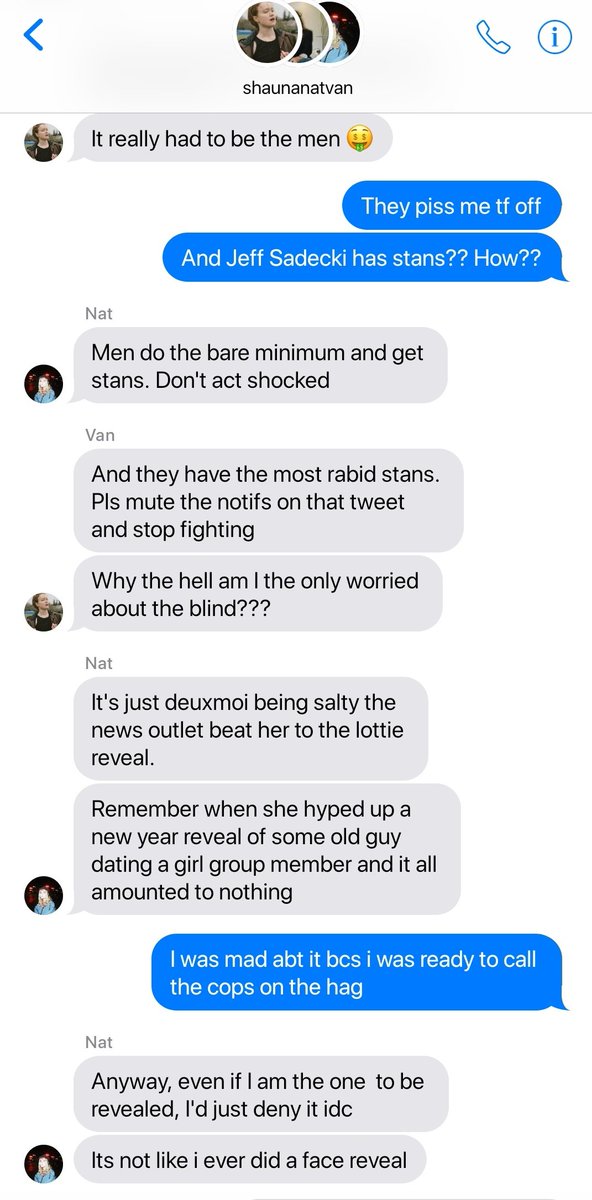 shaunanatvan
It really had to be the men 🤑
They piss me tf off
And Jeff Sadecki has stans?? How??
Nat
Men do the bare minimum and get
stans. Don't act shocked
Van
And they have the most rabid stans.
Pls mute the notifs on that tweet
and stop fighting
Why the hell am I the only worried
about the blind???
Nat
It's just deuxmoi being salty the
news outlet beat her to the lottie
reveal.
Remember when she hyped up a
new year reveal of some old guy
dating a girl group member and it all
amounted to nothing
I was mad abt it bcs i was ready to call
the cops on the hag
Nat
Anyway, even if I am the one  to be
revealed, I'd just deny it idc
Its not like i ever did a face reveal